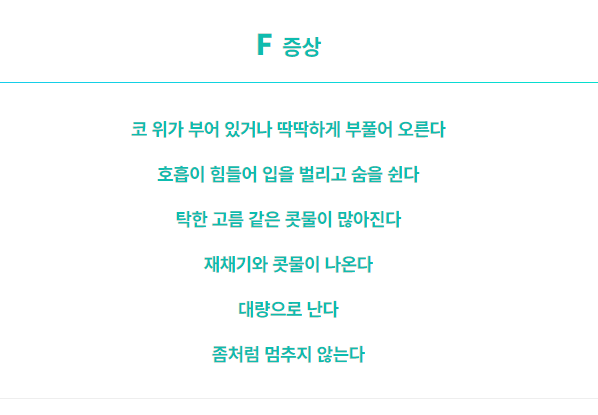 F 증상
코 위가 부어 있거나 딱딱하게 부풀어 오른다
호흡이 힘들어 입을 벌리고 숨을 쉰다
탁한 고름 같은 콧물이 많아진다
재채기와 콧물이 나온다
대량으로 난다
좀처럼 멈추지 않는다